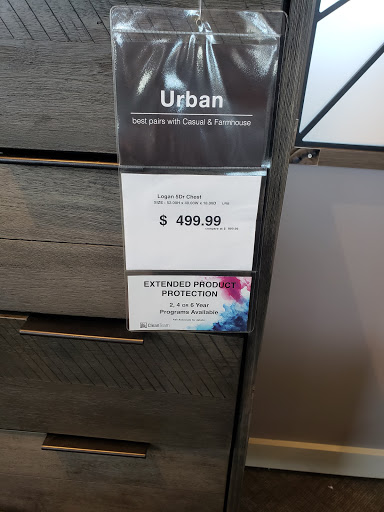 Urban
best pairs with Casual & Farmhouse
Logan 5Dr Chest
$ 499.99
EXTENDED PRODUCT
PROTECTION
2, 4 or 6 Year
Programs Available